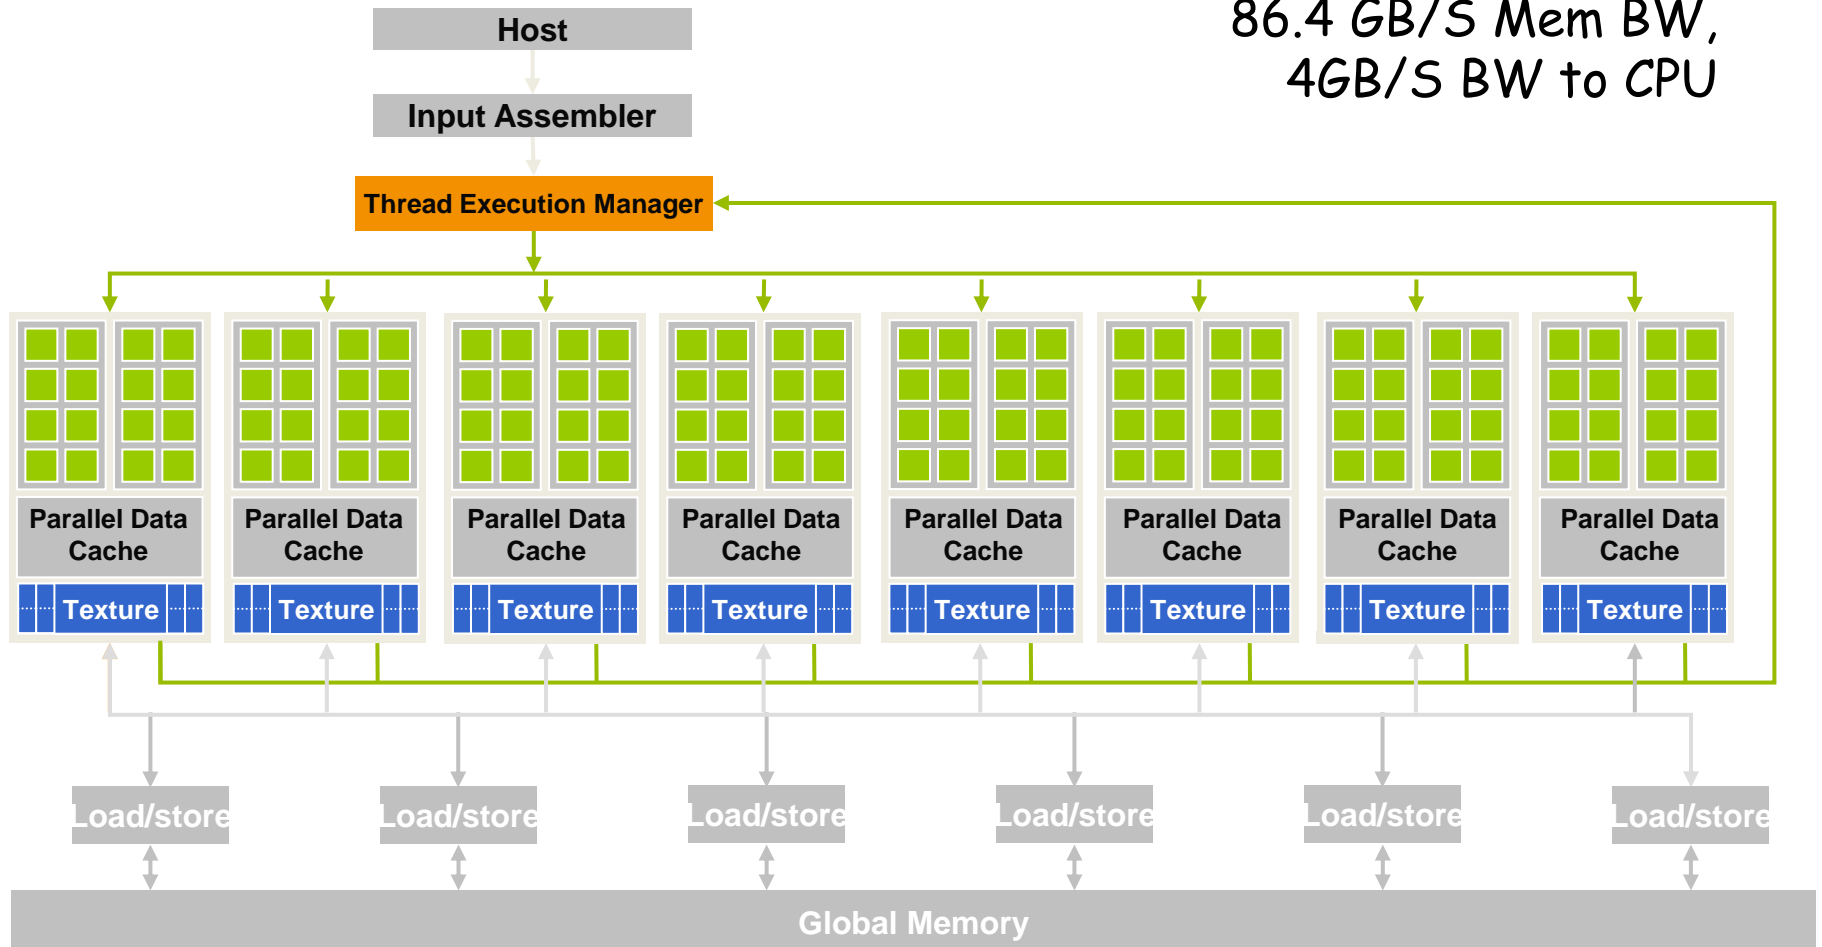 86.4 GB/S Mem BW,
4GB/S BW to CPU
Host
Input Assembler
Thread Execution Manager
Parallel Data
Cache
Parallel Data
Cache
Parallel Data
Cache
Parallel Data
Cache
Parallel Data
Cache
Parallel Data
Cache
Parallel Data
Cache
Parallel Data
Cache
Texture
Texture
Texture
Texture
Texture
Texture
Texture
Texture
Load/store
Load/store
Load/store
Load/store
Load/store
Load/store
Global Memory